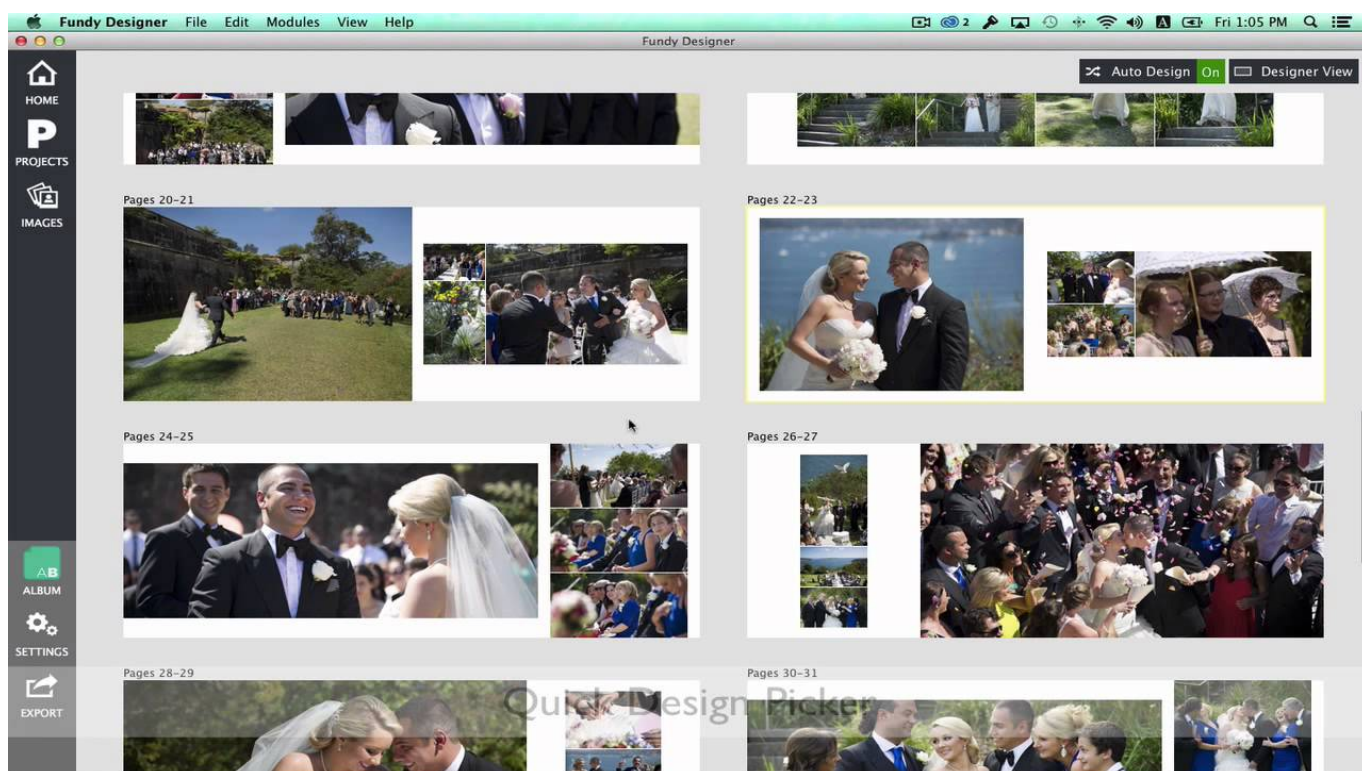 Fundy Designer File Edit Modules View Help 2 A Fri 1:05 PM
Fundy Designer
Auto Design On Designer View
HOME
P
PROJECTS
IMAGES
Pages 20-21 Pages 22-23
Pages 24-25 Pages 26-27
AB
ALBUM
SETTINGS
Pages 28-29 Pages 30-31
Quick Design Picker
EXPORT